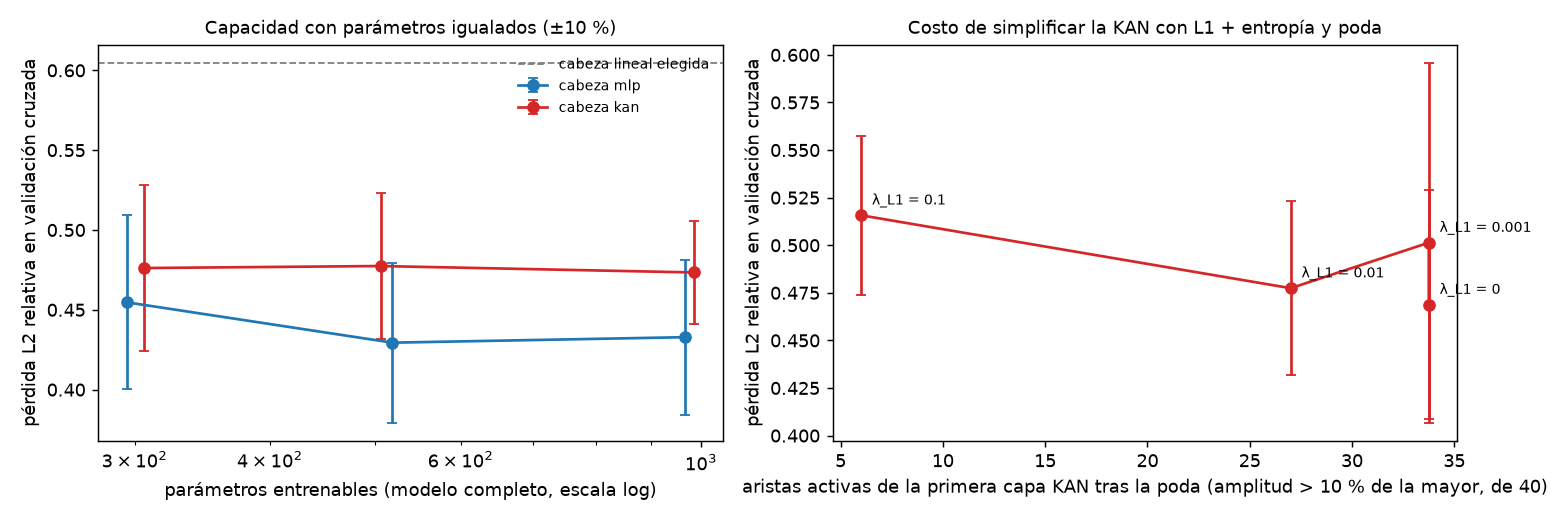 Capacidad con parámetros igualados (±10 %)
pérdida L2 relativa en validación cruzada
0.60
0.55
0.50
0.45
0.40
cabeza lineal elegida
cabeza mlp
cabeza kan
3 × 10²
4 × 10²
6 × 10²
10³
parámetros entrenables (modelo completo, escala log)
Costo de simplificar la KAN con L1 + entropía y poda
pérdida L2 relativa en validación cruzada
0.600
0.575
0.550
0.525
0.500
0.475
0.450
0.425
0.400
λ_L1 = 0.1
λ_L1 = 0.001
λ_L1 = 0.01
λ_L1 = 0
5
10
15
20
25
30
35
aristas activas de la primera capa KAN tras la poda (amplitud > 10 % de la mayor, de 40)